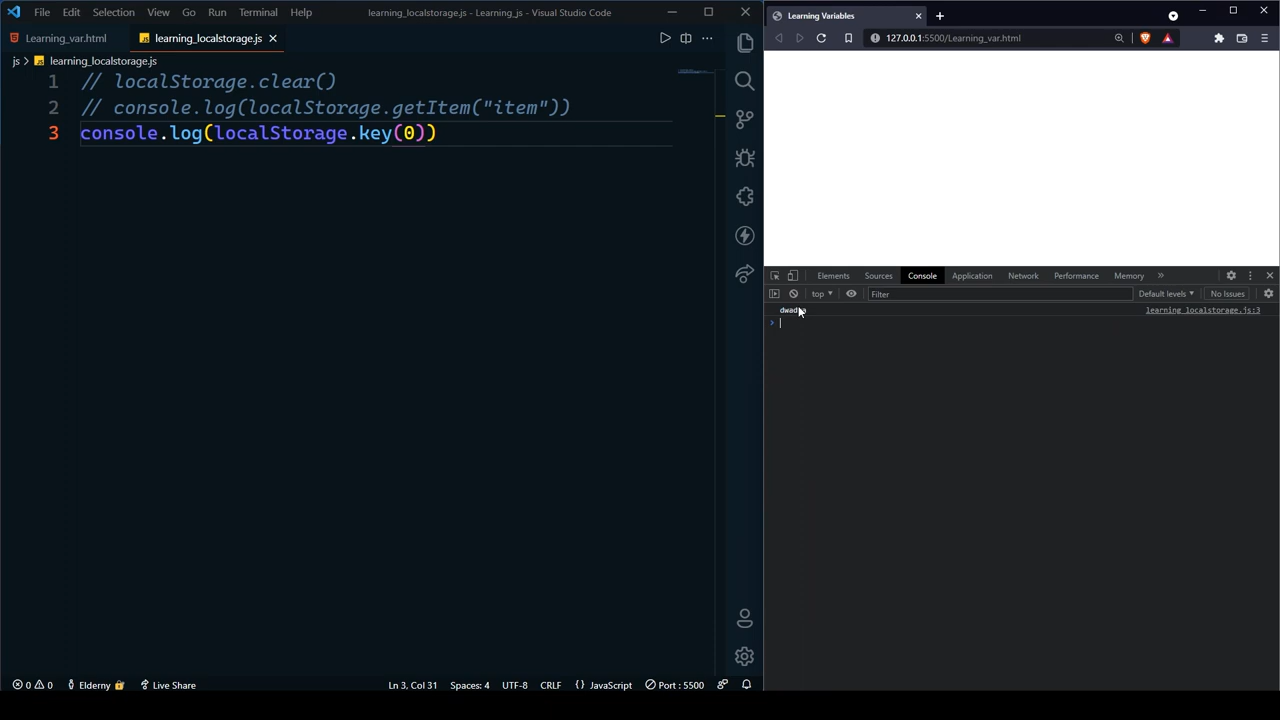 File Edit Selection View Go Run Terminal Help learning_localstorage.js - Learning_js - Visual Studio Code
Learning_var.html learning_localstorage.js
js > learning_localstorage.js
1 // localStorage.clear()
2 // console.log(localStorage.getItem("item"))
3 console.log(localStorage.key(0))
0 0 Elderny Live Share Ln 3, Col 31 Spaces: 4 UTF-8 CRLF {} JavaScript Port : 5500
Learning Variables
127.0.0.1:5500/Learning_var.html
Elements Sources Console Application Network Performance Memory »
top Filter Default levels No Issues
learning_localstorage.js:3